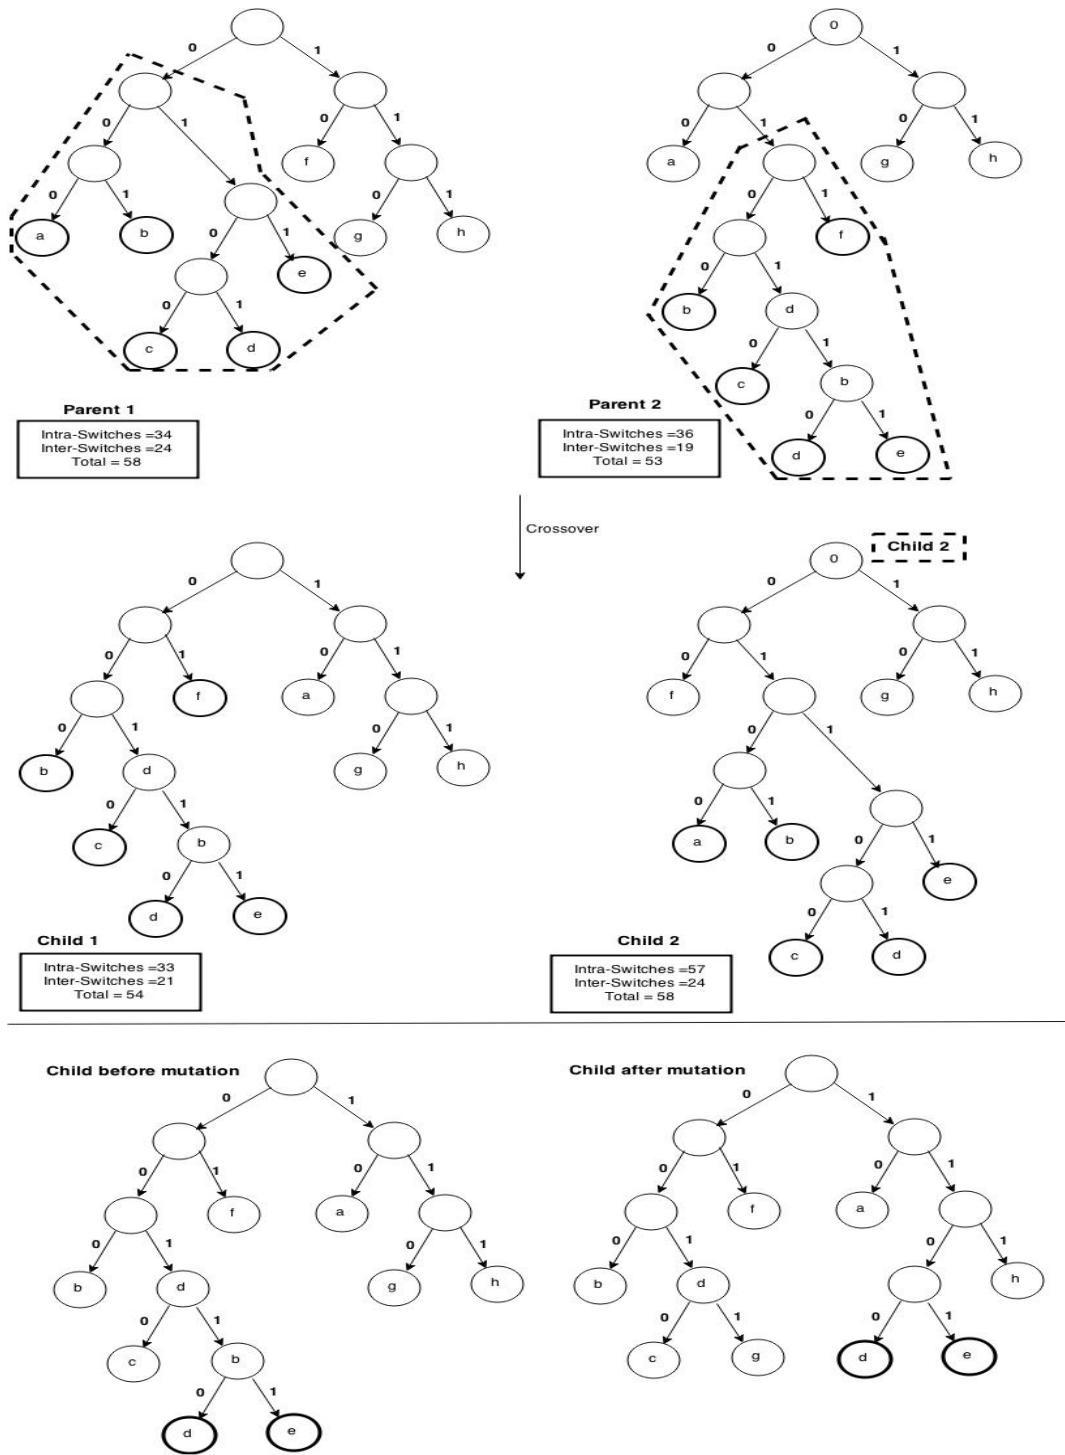 0 1 0 0 1
0 1 0 1 0 1 0 1
f a g h
0 1 0 1 0 1 0 1
a b 0 1 g h f
e 0 1
0 1 b d
c d 0 1
c b
Parent 1 Parent 2 0 1
Intra-Switches =34 Intra-Switches =36
Inter-Switches =24 Inter-Switches =19
Total = 58 Total = 53
d e
Crossover
Child 2
0
0 1 0 1
0 1 0 1 0 1 0 1
f a f g h
0 1 0 1 0 1
b d g h
0 1 0 1
c b a b 0 1
0 1 e
d e 0 1
Child 1 Child 2 c d
Intra-Switches =33 Intra-Switches =57
Inter-Switches =21 Inter-Switches =24
Total = 54 Total = 58
Child before mutation Child after mutation
0 1 0 1
0 1 0 1 0 1 0 1
f a f a
0 1 0 1 0 1 0 1
b d g h b d h
0 1 0 1 0 1
c b c g d e
0 1
d e